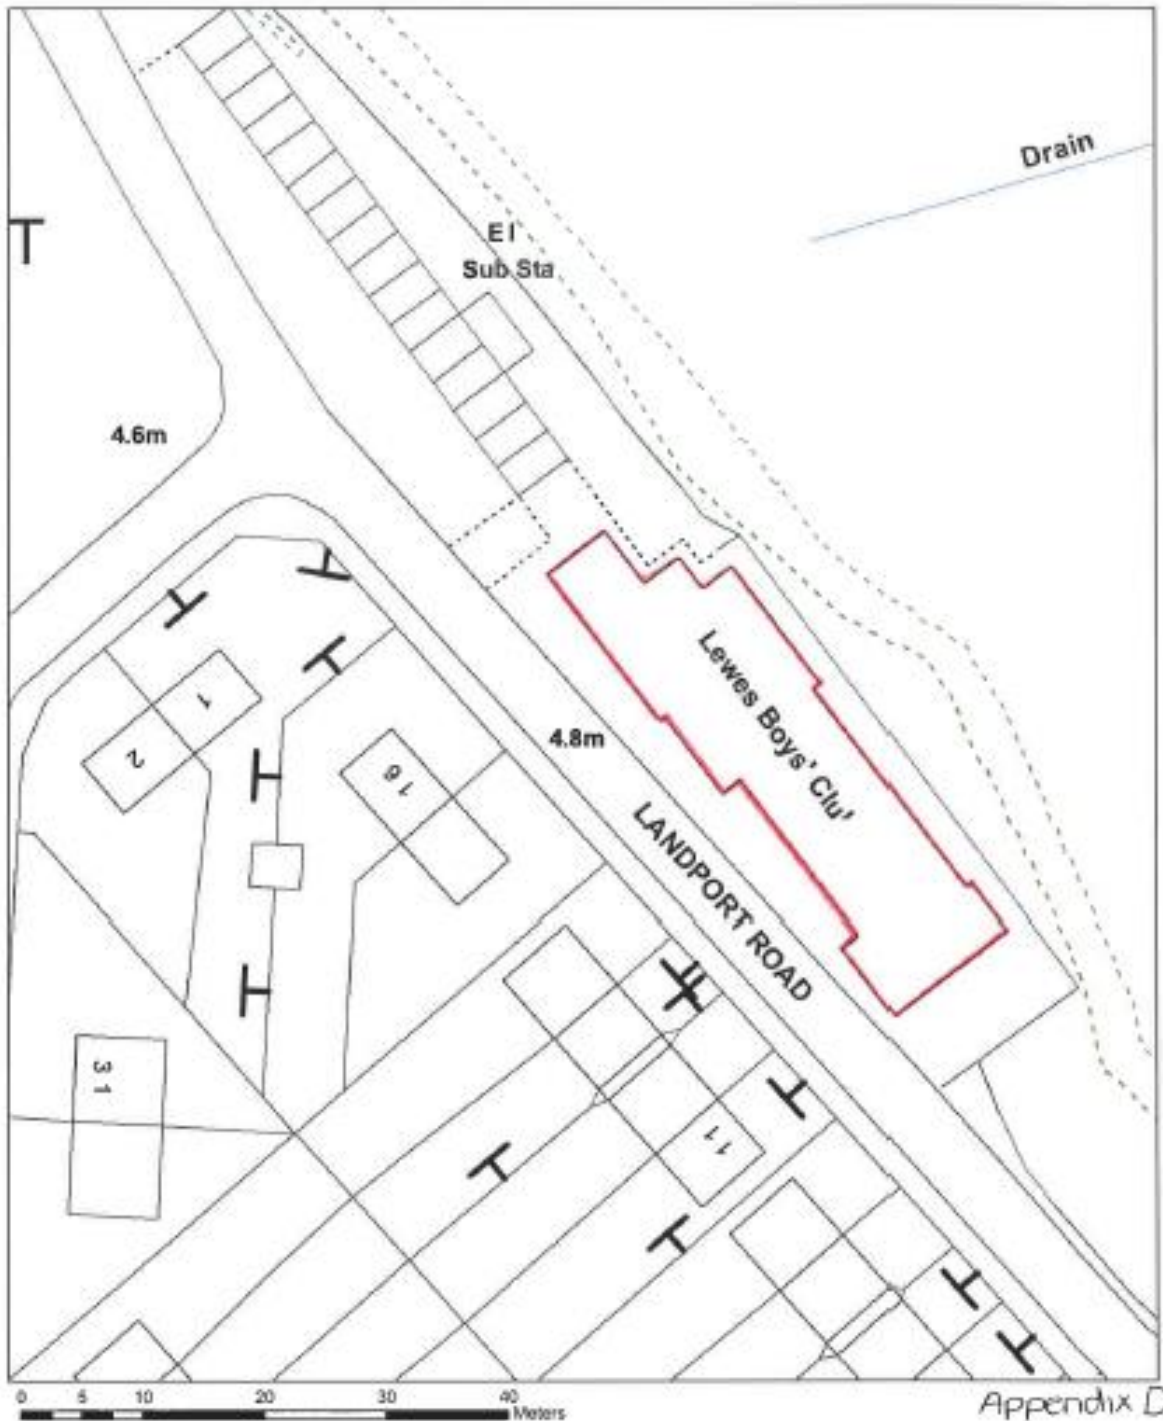 Drain
El
Sub Sta
4.6m
1
2
16
4.8m
Lewes Boys' Clu'
LANDPORT ROAD
31
11
0 5 10 20 30 40
Meters
Appendix D